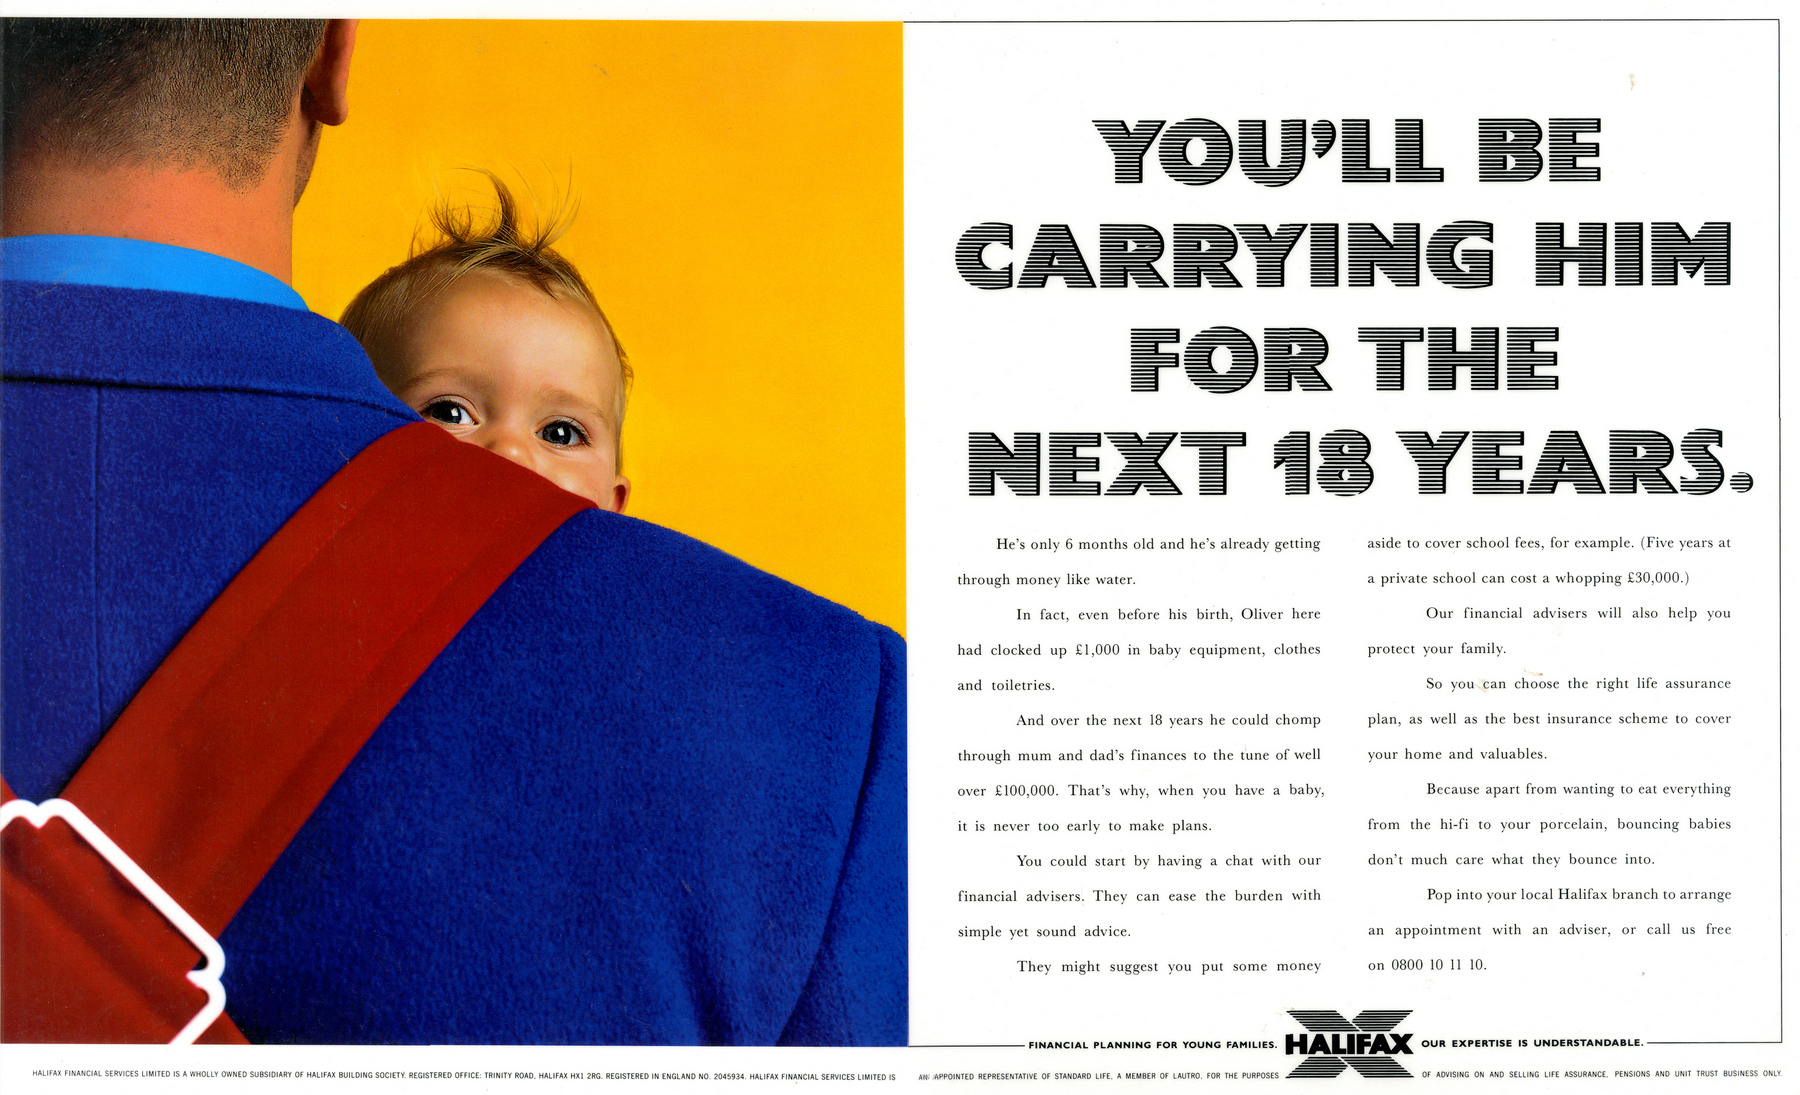 YOU'LL BE
CARRYING HIM
FOR THE
NEXT 18 YEARS.
He's only 6 months old and he's already getting
through money like water.
In fact, even before his birth, Oliver here
had clocked up £1,000 in baby equipment, clothes
and toiletries.
And over the next 18 years he could chomp
through mum and dad's finances to the tune of well
over £100,000. That's why, when you have a baby,
it is never too early to make plans.
You could start by having a chat with our
financial advisers. They can ease the burden with
simple yet sound advice.
They might suggest you put some money
aside to cover school fees, for example. (Five years at
a private school can cost a whopping £30,000.)
Our financial advisers will also help you
protect your family.
So you can choose the right life assurance
plan, as well as the best insurance scheme to cover
your home and valuables.
Because apart from wanting to eat everything
from the hi-fi to your porcelain, bouncing babies
don't much care what they bounce into.
Pop into your local Halifax branch to arrange
an appointment with an adviser, or call us free
on 0800 10 11 10.
FINANCIAL PLANNING FOR YOUNG FAMILIES. HALIFAX OUR EXPERTISE IS UNDERSTANDABLE.
HALIFAX FINANCIAL SERVICES LIMITED IS A WHOLLY OWNED SUBSIDIARY OF HALIFAX BUILDING SOCIETY. REGISTERED OFFICE: TRINITY ROAD, HALIFAX HX1 2RG. REGISTERED IN ENGLAND NO. 2045934. HALIFAX FINANCIAL SERVICES LIMITED IS AN APPOINTED REPRESENTATIVE OF STANDARD LIFE, A MEMBER OF LAUTRO, FOR THE PURPOSES OF ADVISING ON AND SELLING LIFE ASSURANCE, PENSIONS AND UNIT TRUST BUSINESS ONLY.